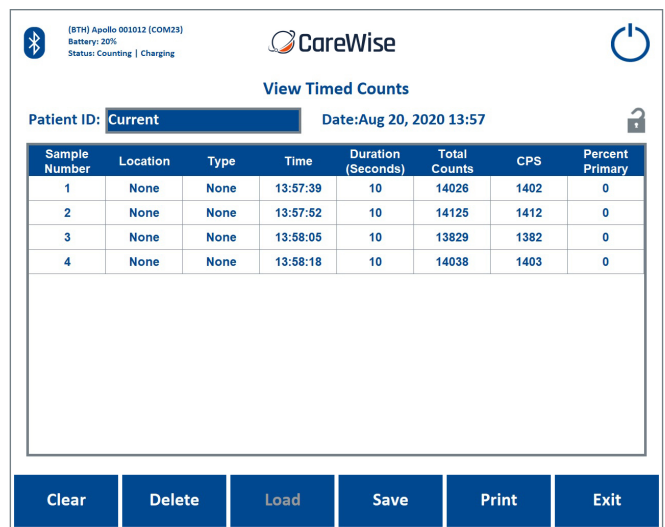 (BTH) Apollo 001012 (COM23)
Battery: 20%
Status: Counting | Charging
CareWise
View Timed Counts
Patient ID: Current Date:Aug 20, 2020 13:57
Sample Number Location Type Time Duration (Seconds) Total Counts CPS Percent Primary
1 None None 13:57:39 10 14026 1402 0
2 None None 13:57:52 10 14125 1412 0
3 None None 13:58:05 10 13829 1382 0
4 None None 13:58:18 10 14038 1403 0
Clear Delete Load Save Print Exit